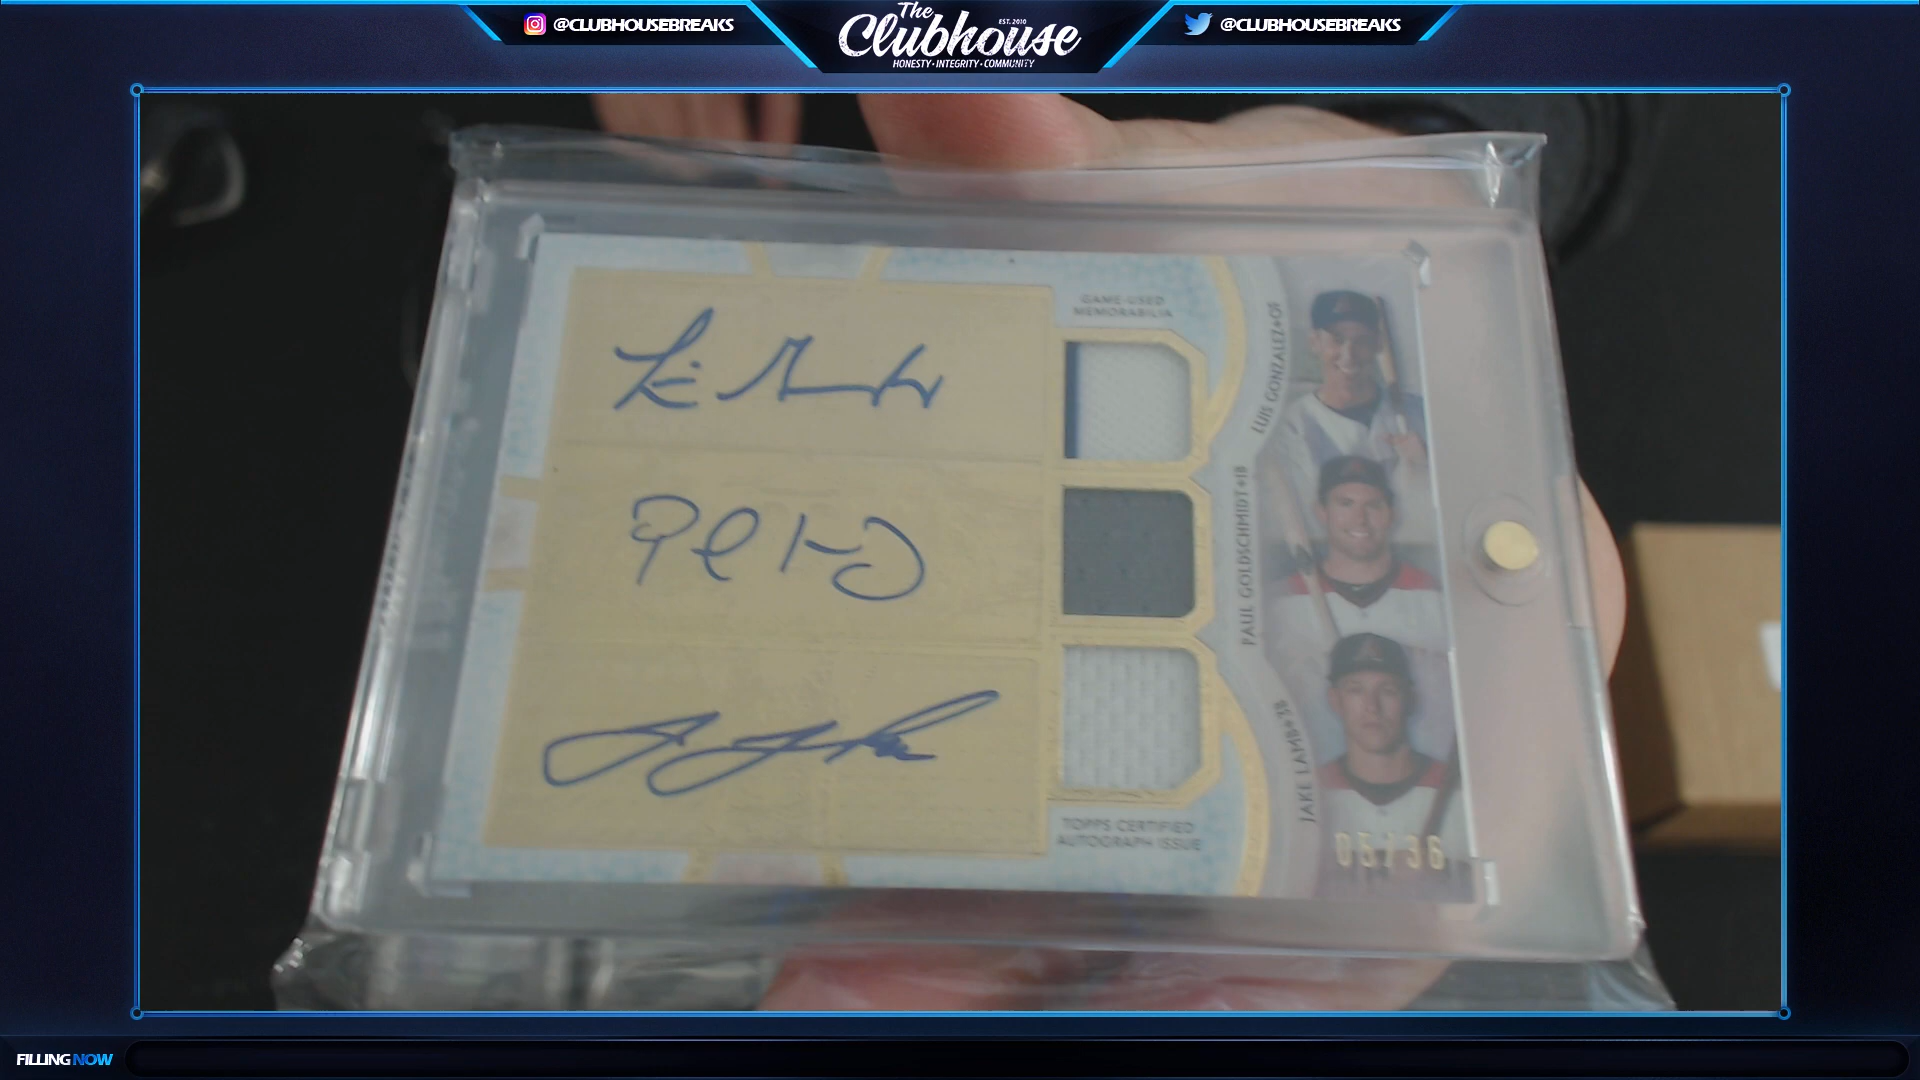 @CLUBHOUSEBREAKS
The
Clubhouse
EST. 2010
HONESTY • INTEGRITY • COMMUNITY
@CLUBHOUSEBREAKS
GAME-USED
MEMORABILIA
LUIS GONZALEZ • OF
PAUL GOLDSCHMIDT • 1B
JAKE LAMB • 3B
TOPPS CERTIFIED
AUTOGRAPH ISSUE
05/36
FILLING NOW